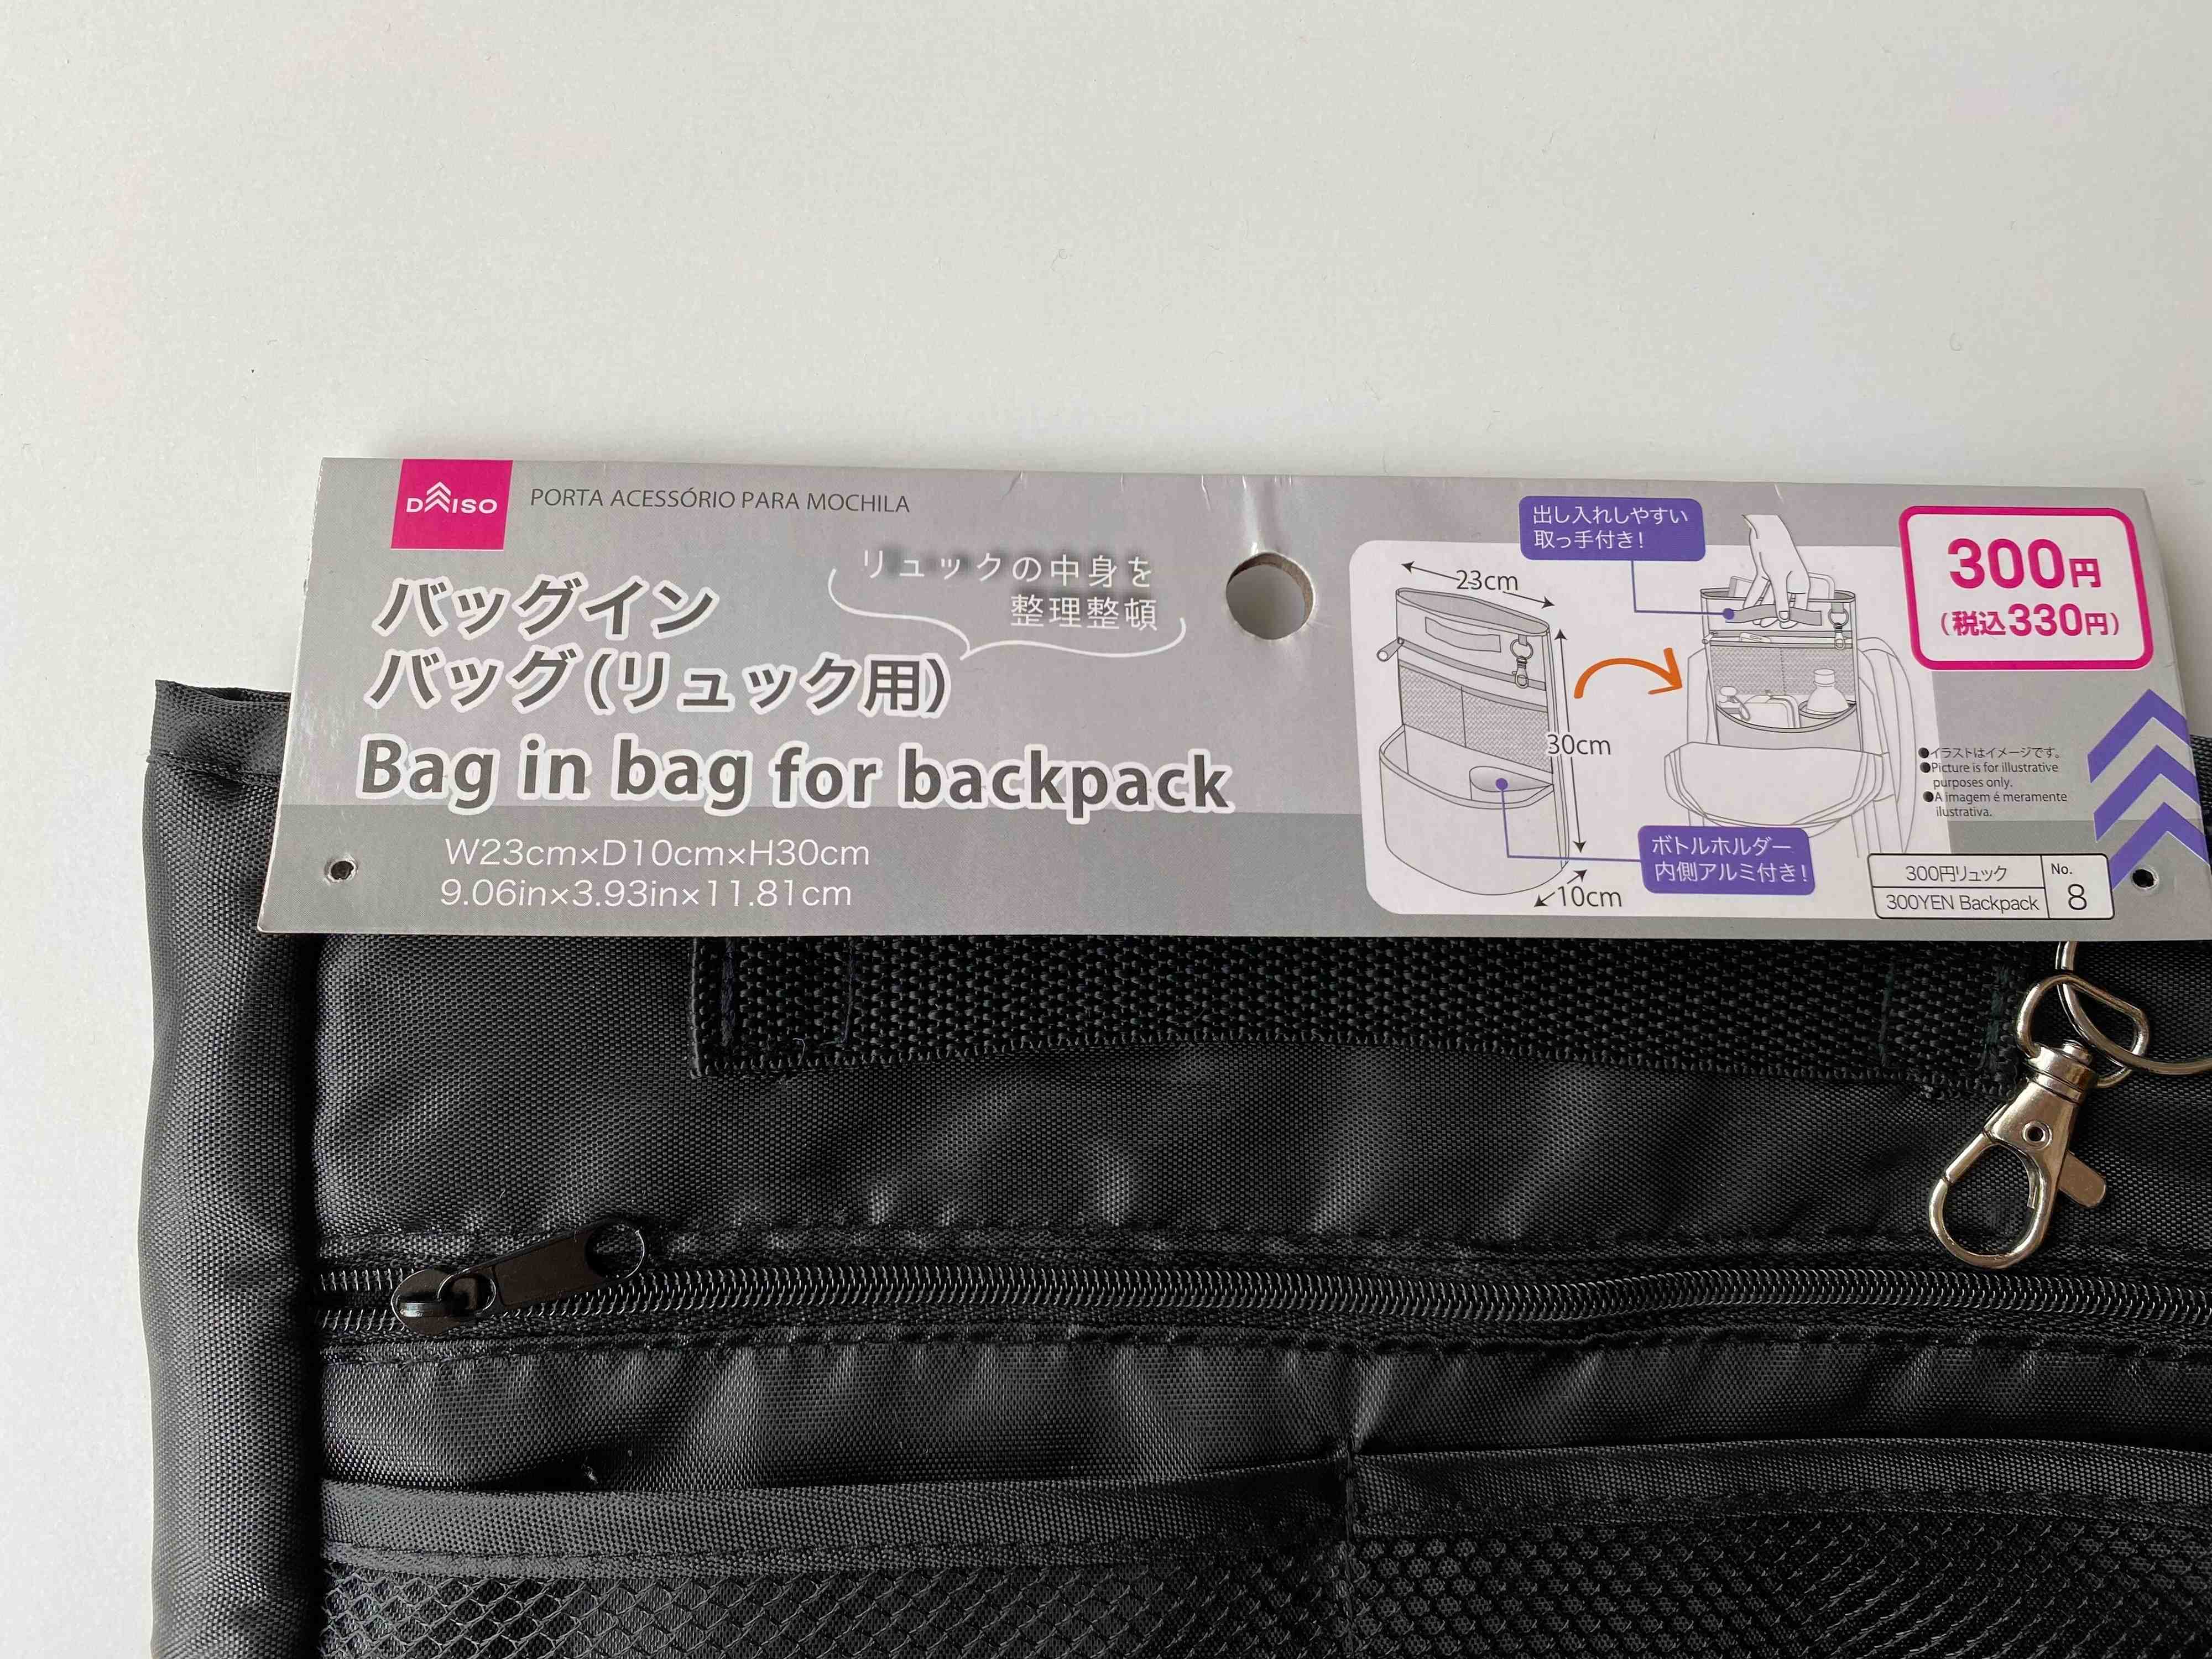 DAISO
PORTA ACESSÓRIO PARA MOCHILA
リュックの中身を
整理整頓
バッグイン
バッグ(リュック用)
Bag in bag for backpack
W23cm×D10cm×H30cm
9.06in×3.93in×11.81cm
23cm
30cm
10cm
出し入れしやすい
取っ手付き!
ボトルホルダー
内側アルミ付き!
300円
(税込330円)
●イラストはイメージです。
●Picture is for illustrative
purposes only.
●A imagem é meramente
ilustrativa.
300円リュック
300YEN Backpack
No.
8